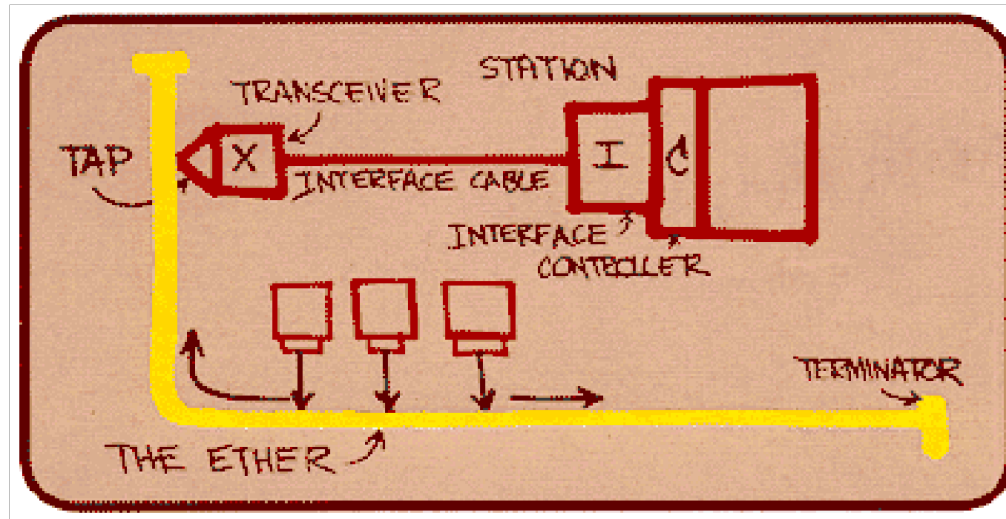 STATION
TRANSCEIVER
TAP
X
I
C
INTERFACE CABLE
INTERFACE
CONTROLLER
TERMINATOR
THE ETHER